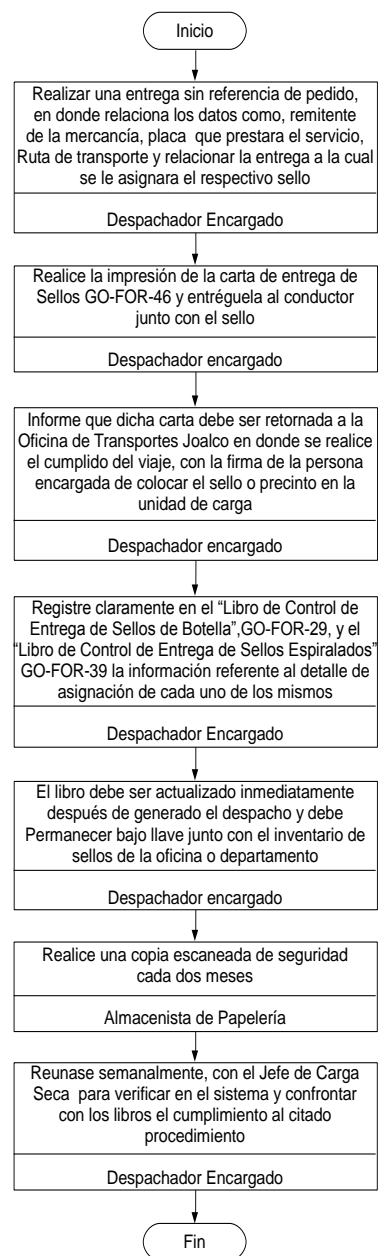 Inicio
Realizar una entrega sin referencia de pedido,
en donde relaciona los datos como, remitente
de la mercancía, placa que prestara el servicio,
Ruta de transporte y relacionar la entrega a la cual
se le asignara el respectivo sello
Despachador Encargado
Realice la impresión de la carta de entrega de
Sellos GO-FOR-46 y entréguela al conductor
junto con el sello
Despachador encargado
Informe que dicha carta debe ser retornada a la
Oficina de Transportes Joalco en donde se realice
el cumplido del viaje, con la firma de la persona
encargada de colocar el sello o precinto en la
unidad de carga
Despachador encargado
Registre claramente en el “Libro de Control de
Entrega de Sellos de Botella”,GO-FOR-29, y el
“Libro de Control de Entrega de Sellos Espiralados”
GO-FOR-39 la información referente al detalle de
asignación de cada uno de los mismos
Despachador Encargado
El libro debe ser actualizado inmediatamente
después de generado el despacho y debe
Permanecer bajo llave junto con el inventario de
sellos de la oficina o departamento
Despachador encargado
Realice una copia escaneada de seguridad
cada dos meses
Almacenista de Papelería
Reunase semanalmente, con el Jefe de Carga
Seca para verificar en el sistema y confrontar
con los libros el cumplimiento al citado
procedimiento
Despachador Encargado
Fin